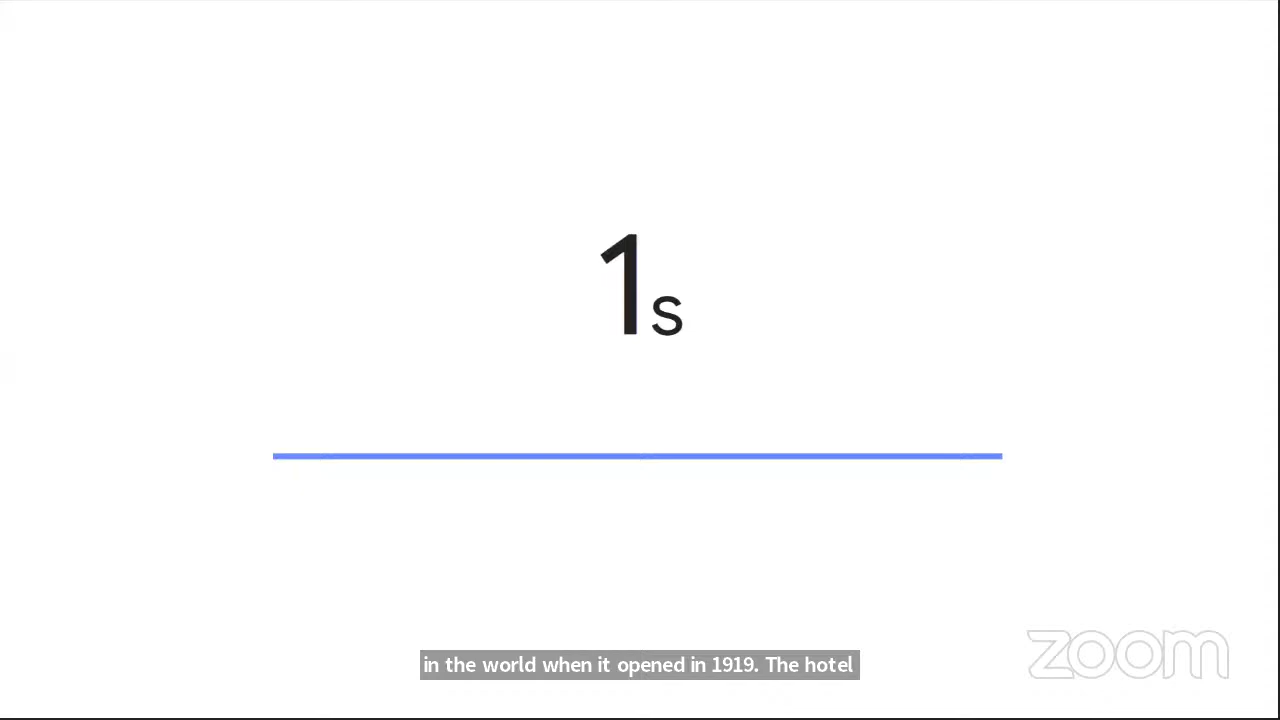 1s
in the world when it opened in 1919. The hotel
zoom